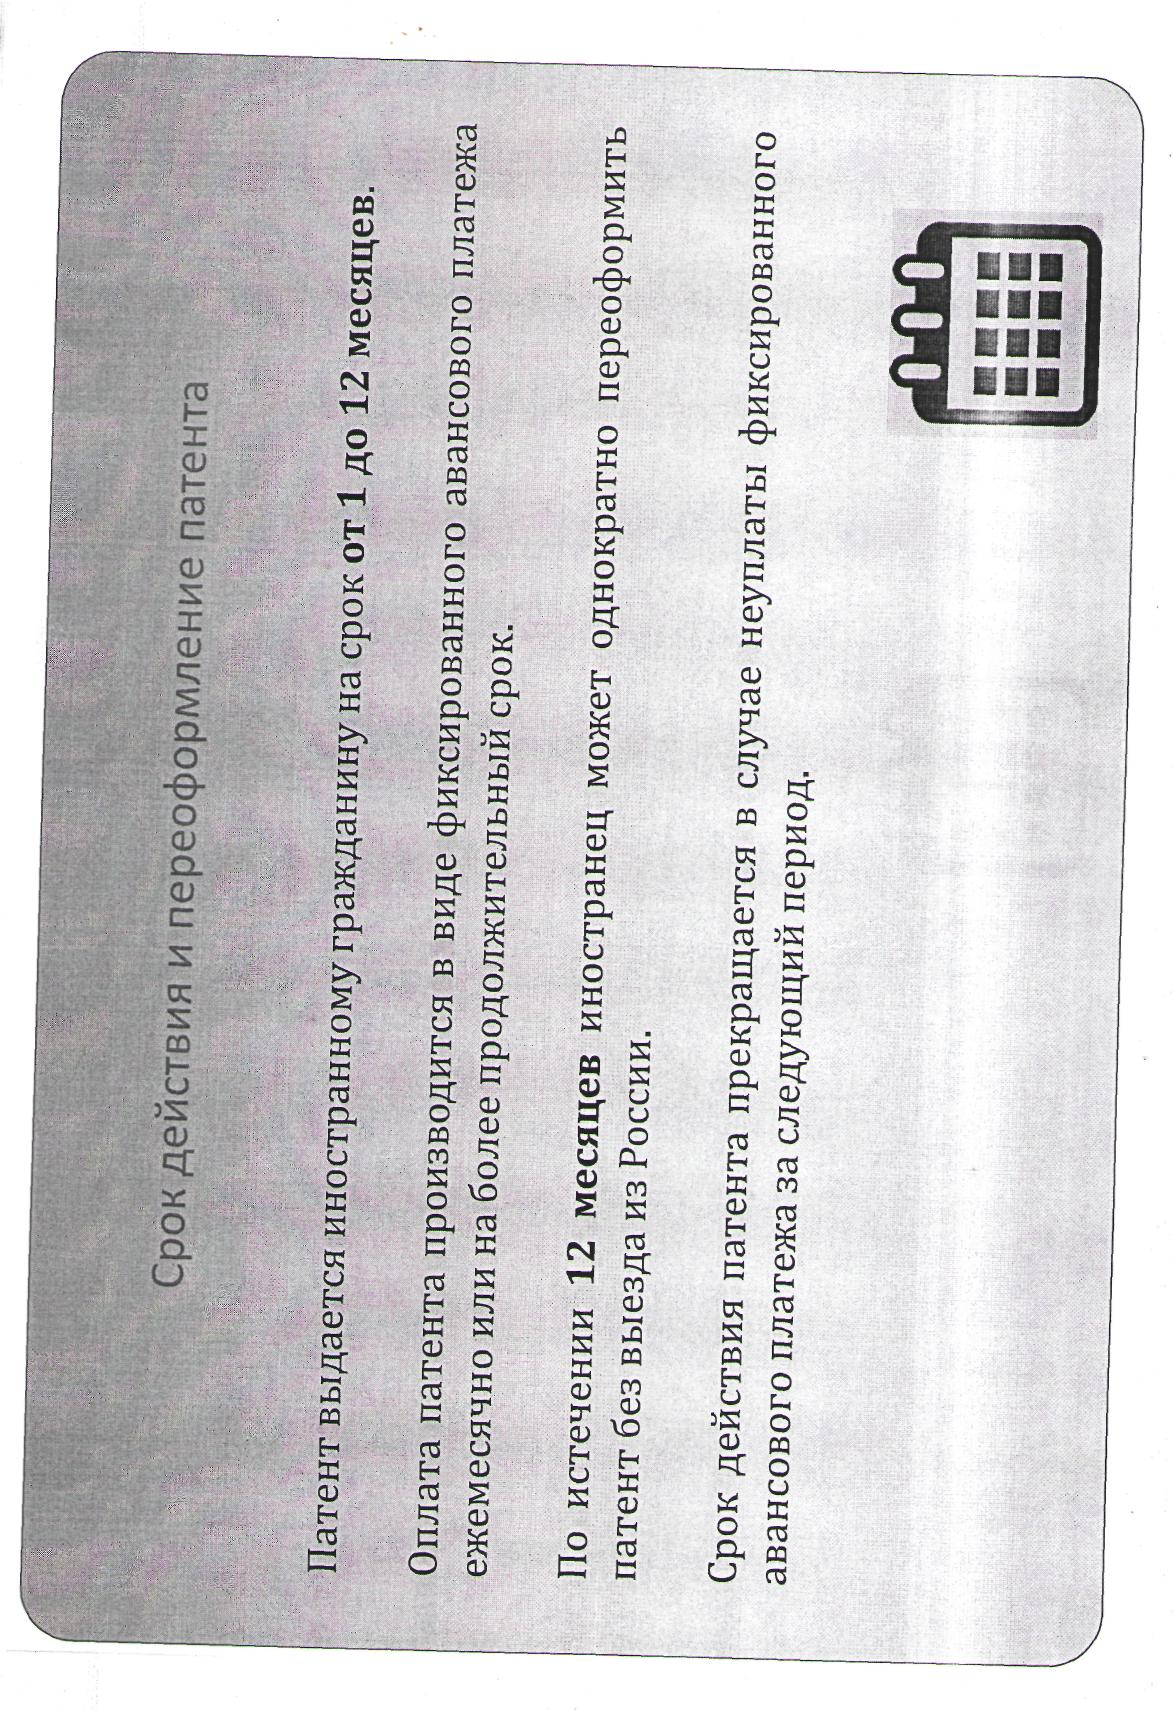 Срок действия и переоформление патента
Патент выдается иностранному гражданину на срок от 1 до 12 месяцев.
Оплата патента производится в виде фиксированного авансового платежа
ежемесячно или на более продолжительный срок.
По истечении 12 месяцев иностранец может однократно переоформить
патент без выезда из России.
Срок действия патента прекращается в случае неуплаты фиксированного
авансового платежа за следующий период.